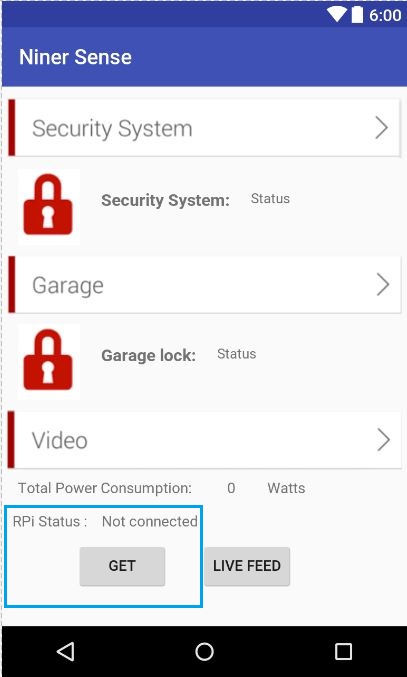 6:00
Niner Sense
Security System
Security System: Status
Garage
Garage lock: Status
Video
Total Power Consumption: 0 Watts
RPi Status : Not connected
GET LIVE FEED